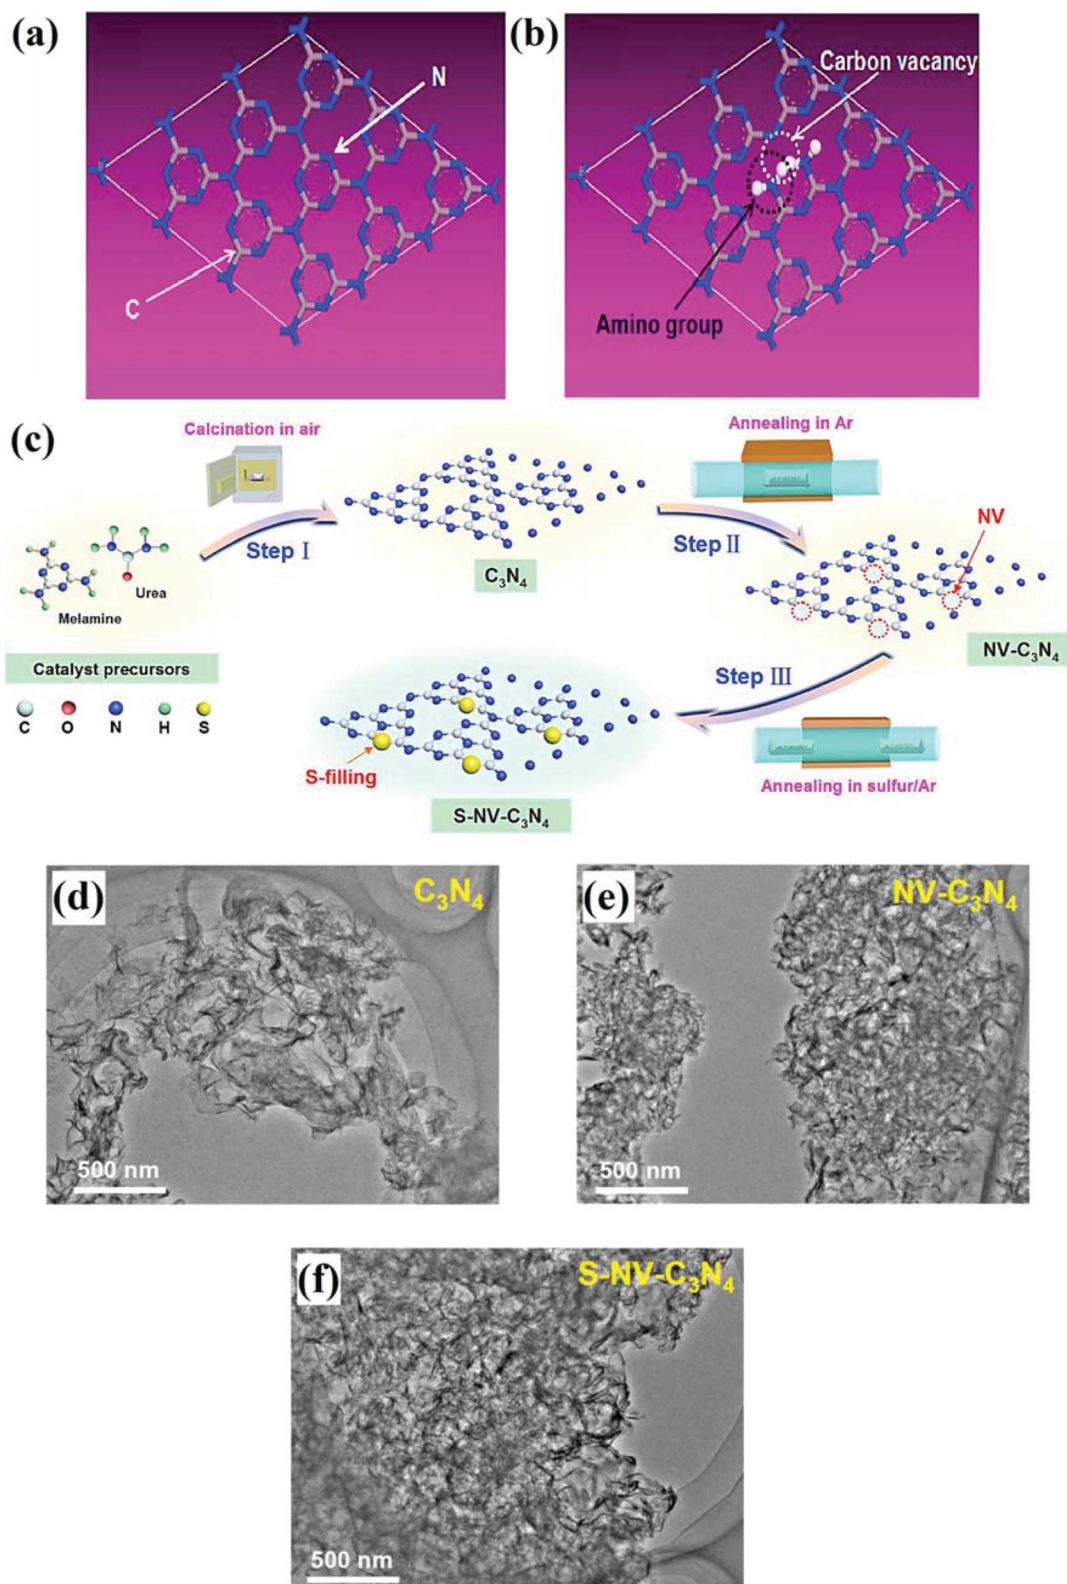 (a)
N
C
(b)
Carbon vacancy
Amino group
(c)
Calcination in air
Annealing in Ar
Step I
Step II
NV
C₃N₄
Urea
Melamine
NV-C₃N₄
Catalyst precursors
Step III
C O N H S
S-filling
S-NV-C₃N₄
Annealing in sulfur/Ar
(d)
C₃N₄
500 nm
(e)
NV-C₃N₄
500 nm
(f)
S-NV-C₃N₄
500 nm